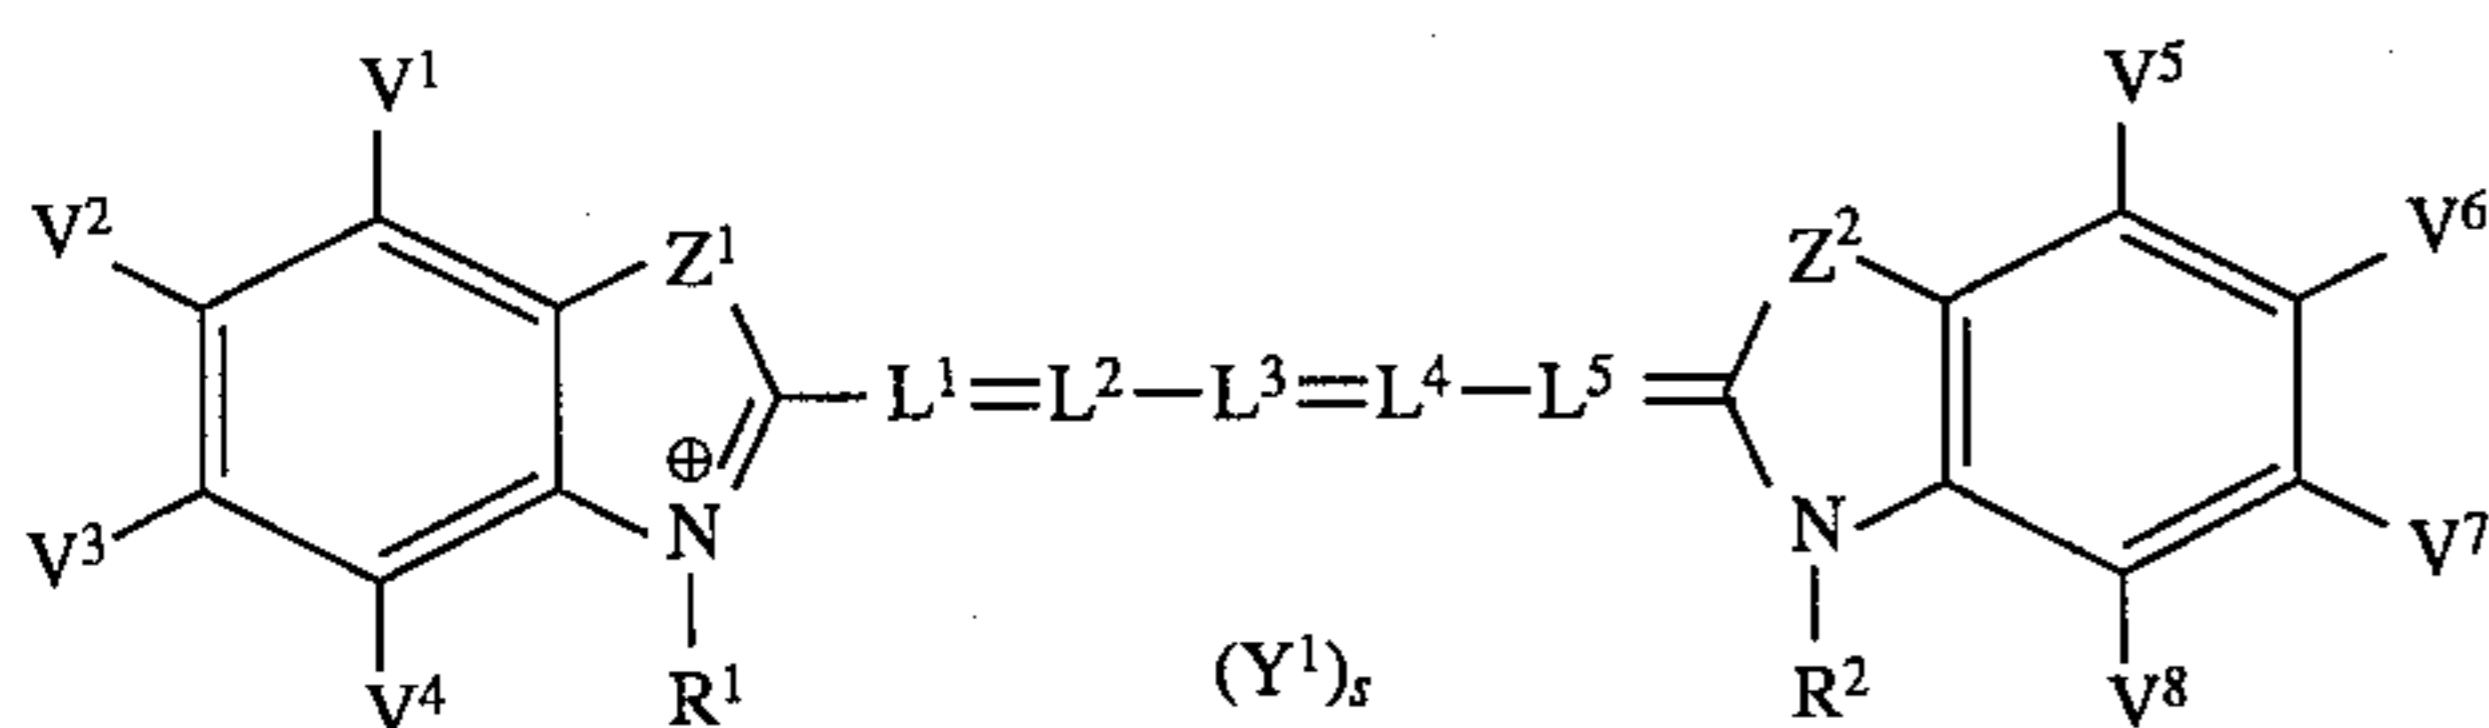 V¹ V⁵
V² Z¹ Z² V⁶
L¹=L²—L³=L⁴—L⁵=
⊕
V³ N N V⁷
V⁴ R¹ (Y¹)ₛ R² V⁸